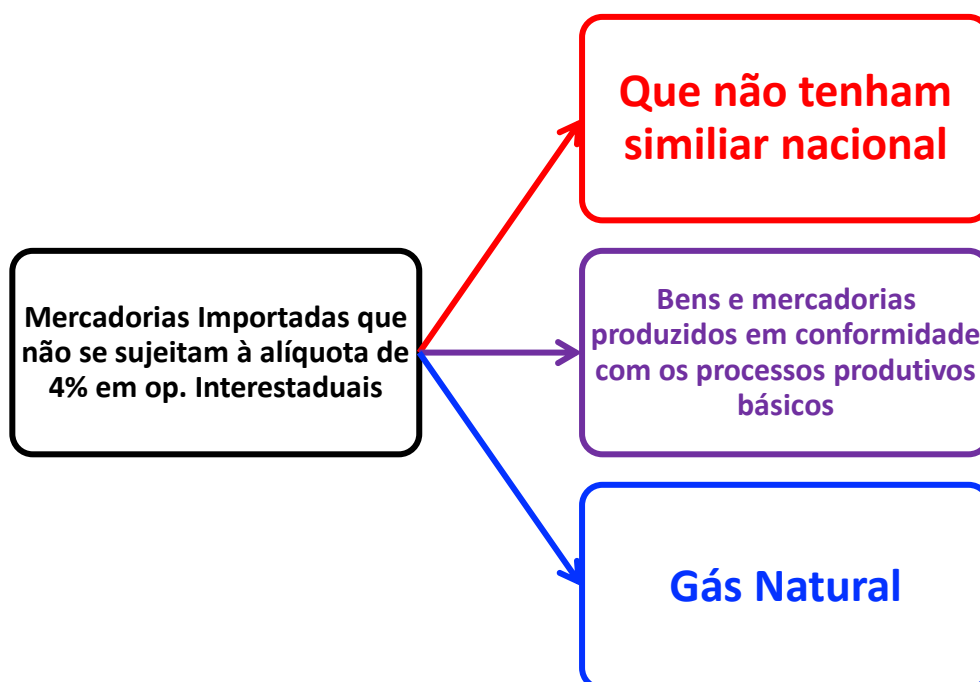 Que não tenham
similiar nacional
Mercadorias Importadas que
não se sujeitam à alíquota de
4% em op. Interestaduais
Bens e mercadorias
produzidos em conformidade
com os processos produtivos
básicos
Gás Natural